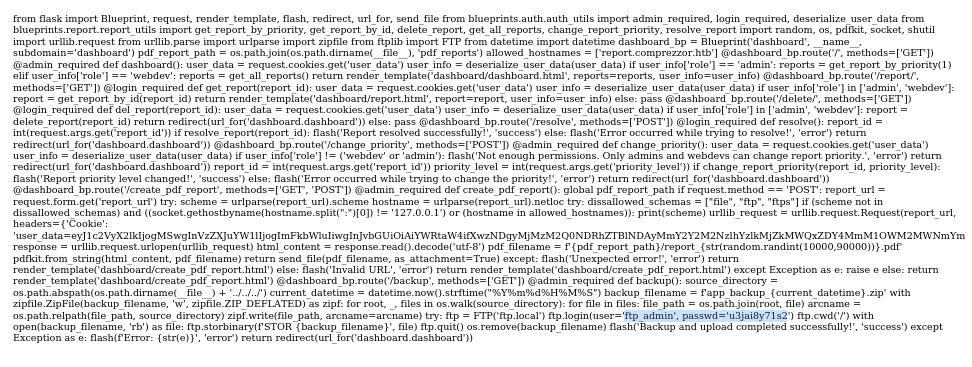 from flask import Blueprint, request, render_template, flash, redirect, url_for, send_file from blueprints.auth.auth_utils import admin_required, login_required, deserialize_user_data from
blueprints.report.report_utils import get_report_by_priority, get_report_by_id, delete_report, get_all_reports, change_report_priority, resolve_report import random, os, pdfkit, socket, shutil
import urllib.request from urllib.parse import urlparse import zipfile from ftplib import FTP from datetime import datetime dashboard_bp = Blueprint('dashboard', __name__,
subdomain='dashboard') pdf_report_path = os.path.join(os.path.dirname(__file__), 'pdf_reports') allowed_hostnames = ['report.comprezzor.htb'] @dashboard_bp.route('/', methods=['GET'])
@admin_required def dashboard(): user_data = request.cookies.get('user_data') user_info = deserialize_user_data(user_data) if user_info['role'] == 'admin': reports = get_report_by_priority(1)
elif user_info['role'] == 'webdev': reports = get_all_reports() return render_template('dashboard/dashboard.html', reports=reports, user_info=user_info) @dashboard_bp.route('/report/',
methods=['GET']) @login_required def get_report(report_id): user_data = request.cookies.get('user_data') user_info = deserialize_user_data(user_data) if user_info['role'] in ['admin', 'webdev']:
report = get_report_by_id(report_id) return render_template('dashboard/report.html', report=report, user_info=user_info) else: pass @dashboard_bp.route('/delete/', methods=['GET'])
@login_required def del_report(report_id): user_data = request.cookies.get('user_data') user_info = deserialize_user_data(user_data) if user_info['role'] in ['admin', 'webdev']: report =
delete_report(report_id) return redirect(url_for('dashboard.dashboard')) else: pass @dashboard_bp.route('/resolve', methods=['POST']) @login_required def resolve(): report_id =
int(request.args.get('report_id')) if resolve_report(report_id): flash('Report resolved successfully!', 'success') else: flash('Error occurred while trying to resolve!', 'error') return
redirect(url_for('dashboard.dashboard')) @dashboard_bp.route('/change_priority', methods=['POST']) @admin_required def change_priority(): user_data = request.cookies.get('user_data')
user_info = deserialize_user_data(user_data) if user_info['role'] != ('webdev' or 'admin'): flash('Not enough permissions. Only admins and webdevs can change report priority.', 'error') return
redirect(url_for('dashboard.dashboard')) report_id = int(request.args.get('report_id')) priority_level = int(request.args.get('priority_level')) if change_report_priority(report_id, priority_level):
flash('Report priority level changed!', 'success') else: flash('Error occurred while trying to change the priority!', 'error') return redirect(url_for('dashboard.dashboard'))
@dashboard_bp.route('/create_pdf_report', methods=['GET', 'POST']) @admin_required def create_pdf_report(): global pdf_report_path if request.method == 'POST': report_url =
request.form.get('report_url') try: scheme = urlparse(report_url).scheme hostname = urlparse(report_url).netloc try: dissallowed_schemas = ["file", "ftp", "ftps"] if (scheme not in
dissallowed_schemas) and ((socket.gethostbyname(hostname.split(":")[0]) != '127.0.0.1') or (hostname in allowed_hostnames)): print(scheme) urllib_request = urllib.request.Request(report_url,
headers={'Cookie':
'user_data=eyJ1c2VyX2lkIjogMSwgInVzZXJuYW1lIjogImFkbWluIiwgInJvbGUiOiAiYWRtaW4ifXwzNDgyMjMzM2Q0NDRhZTBlNDAyMmY2Y2M2NzlhYzlkMjZkMWQxZDY4MmM1OWM2MWNmYm
response = urllib.request.urlopen(urllib_request) html_content = response.read().decode('utf-8') pdf_filename = f'{pdf_report_path}/report_{str(random.randint(10000,90000))}.pdf'
pdfkit.from_string(html_content, pdf_filename) return send_file(pdf_filename, as_attachment=True) except: flash('Unexpected error!', 'error') return
render_template('dashboard/create_pdf_report.html') else: flash('Invalid URL', 'error') return render_template('dashboard/create_pdf_report.html') except Exception as e: raise e else: return
render_template('dashboard/create_pdf_report.html') @dashboard_bp.route('/backup', methods=['GET']) @admin_required def backup(): source_directory =
os.path.abspath(os.path.dirname(__file__) + '../../../') current_datetime = datetime.now().strftime("%Y%m%d%H%M%S") backup_filename = f'app_backup_{current_datetime}.zip' with
zipfile.ZipFile(backup_filename, 'w', zipfile.ZIP_DEFLATED) as zipf: for root, _, files in os.walk(source_directory): for file in files: file_path = os.path.join(root, file) arcname =
os.path.relpath(file_path, source_directory) zipf.write(file_path, arcname=arcname) try: ftp = FTP('ftp.local') ftp.login(user='ftp_admin', passwd='u3jai8y71s2') ftp.cwd('/') with
open(backup_filename, 'rb') as file: ftp.storbinary(f'STOR {backup_filename}', file) ftp.quit() os.remove(backup_filename) flash('Backup and upload completed successfully!', 'success') except
Exception as e: flash(f'Error: {str(e)}', 'error') return redirect(url_for('dashboard.dashboard'))